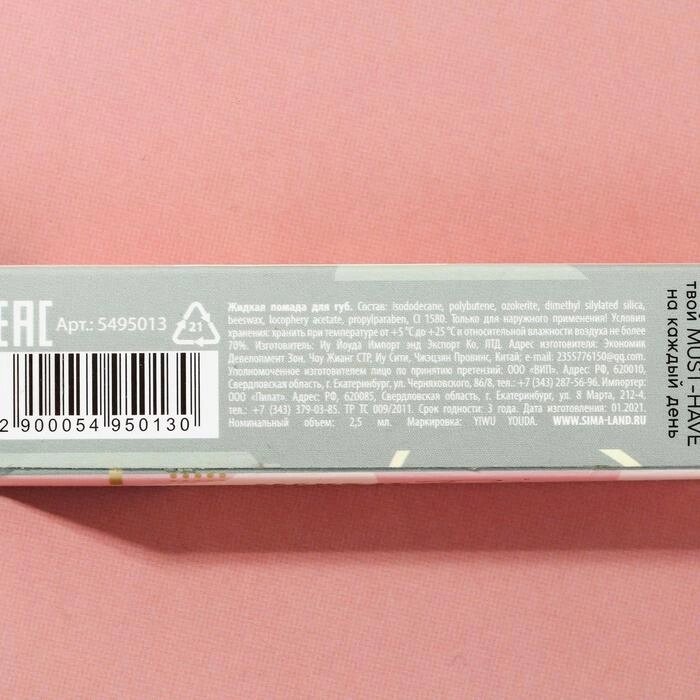 EAC
Арт.: 5495013
21
2 900054 950130
Жидкая помада для губ. Состав: isododecane, polybutene, ozokerite, dimethyl silylated silica,
beeswax, tocophery acetate, propylparaben, CI 1580. Только для наружного применения! Условия
хранения: хранить при температуре от +5 °C до +25 °C и относительной влажности воздуха не более
70%. Изготовитель: Иу Йоуда Импорт энд Экспорт Ко, ЛТД. Адрес изготовителя: Экономик
Девелопмент Зон, Чоу Жианг СТР, Иу Сити, Чжэцзян Провинс, Китай; e-mail: 2355776150@qq.com.
Уполномоченное изготовителем лицо по принятию претензий: ООО «ВИП». Адрес: РФ, 620010,
Свердловская область, г. Екатеринбург, ул. Черняховского, 86/8, тел.: +7 (343) 287-56-96. Импортер:
ООО «Пилат». Адрес: РФ, 620085, Свердловская область, г. Екатеринбург, ул. 8 Марта, 212-4,
тел.: +7 (343) 379-03-85. ТР ТС 009/2011. Срок годности: 3 года. Дата изготовления: 01.2021.
Номинальный объем: 2,5 мл. Маркировка: YIWU YOUDA. WWW.SIMA-LAND.RU
твой MUST-HAVE
на каждый день